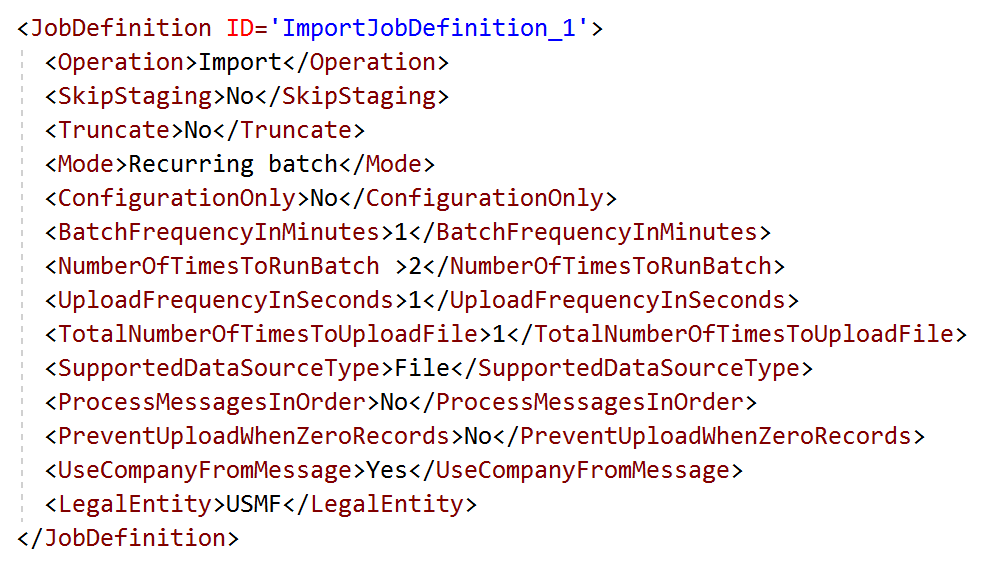 <JobDefinition ID='ImportJobDefinition_1'>
<Operation>Import</Operation>
<SkipStaging>No</SkipStaging>
<Truncate>No</Truncate>
<Mode>Recurring batch</Mode>
<ConfigurationOnly>No</ConfigurationOnly>
<BatchFrequencyInMinutes>1</BatchFrequencyInMinutes>
<NumberOfTimesToRunBatch >2</NumberOfTimesToRunBatch>
<UploadFrequencyInSeconds>1</UploadFrequencyInSeconds>
<TotalNumberOfTimesToUploadFile>1</TotalNumberOfTimesToUploadFile>
<SupportedDataSourceType>File</SupportedDataSourceType>
<ProcessMessagesInOrder>No</ProcessMessagesInOrder>
<PreventUploadWhenZeroRecords>No</PreventUploadWhenZeroRecords>
<UseCompanyFromMessage>Yes</UseCompanyFromMessage>
<LegalEntity>USMF</LegalEntity>
</JobDefinition>